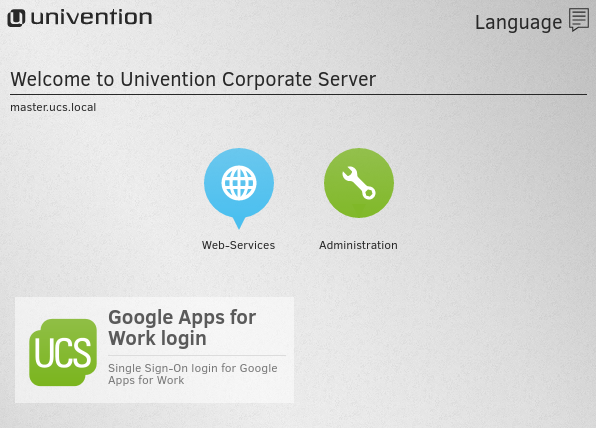 univention
Language
Welcome to Univention Corporate Server
master.ucs.local
Web-Services
Administration
UCS
Google Apps for
Work login
Single Sign-On login for Google
Apps for Work